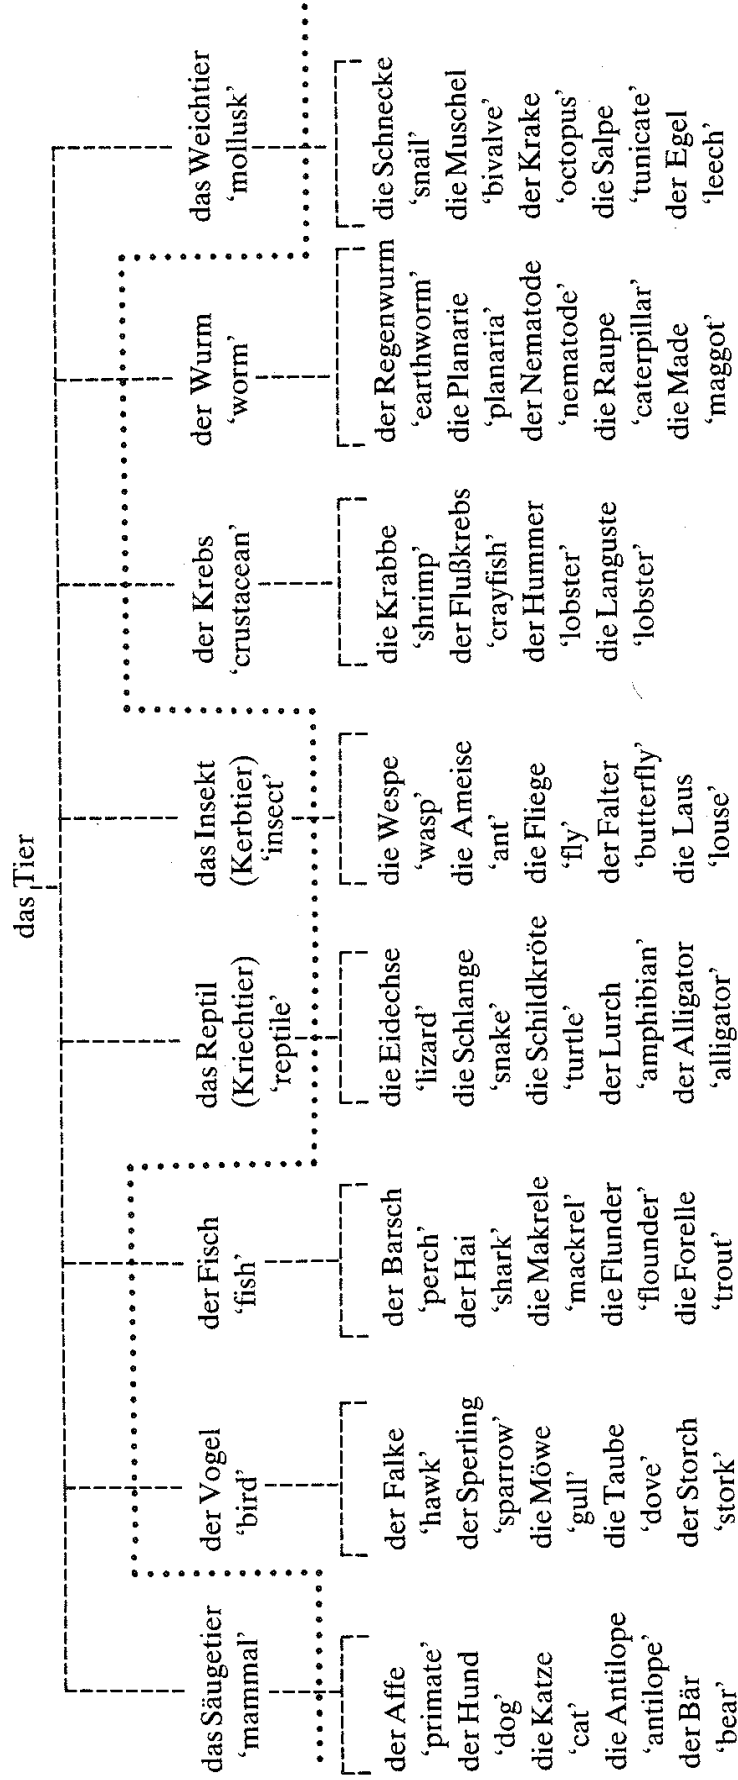 das Tier
das Säugetier
‘mammal’
der Vogel
‘bird’
der Fisch
‘fish’
das Reptil
(Kriechtier)
‘reptile’
das Insekt
(Kerbtier)
‘insect’
der Krebs
‘crustacean’
der Wurm
‘worm’
das Weichtier
‘mollusk’
der Affe
‘primate’
der Hund
‘dog’
die Katze
‘cat’
die Antilope
‘antilope’
der Bär
‘bear’
der Falke
‘hawk’
der Sperling
‘sparrow’
die Möwe
‘gull’
die Taube
‘dove’
der Storch
‘stork’
der Barsch
‘perch’
der Hai
‘shark’
die Makrele
‘mackrel’
die Flunder
‘flounder’
die Forelle
‘trout’
die Eidechse
‘lizard’
die Schlange
‘snake’
die Schildkröte
‘turtle’
der Lurch
‘amphibian’
der Alligator
‘alligator’
die Wespe
‘wasp’
die Ameise
‘ant’
die Fliege
‘fly’
der Falter
‘butterfly’
die Laus
‘louse’
die Krabbe
‘shrimp’
der Flußkrebs
‘crayfish’
der Hummer
‘lobster’
die Languste
‘lobster’
der Regenwurm
‘earthworm’
die Planarie
‘planaria’
der Nematode
‘nematode’
die Raupe
‘caterpillar’
die Made
‘maggot’
die Schnecke
‘snail’
die Muschel
‘bivalve’
der Krake
‘octopus’
die Salpe
‘tunicate’
der Egel
‘leech’